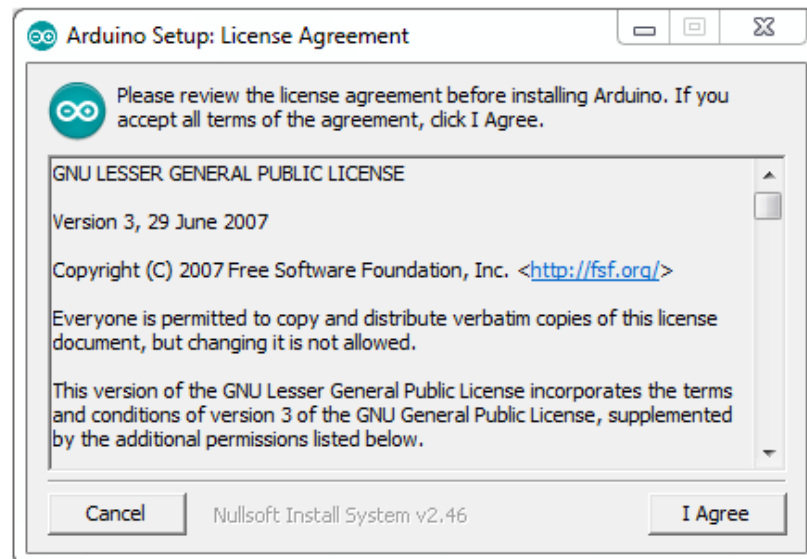 Arduino Setup: License Agreement
Please review the license agreement before installing Arduino. If you
accept all terms of the agreement, click I Agree.
GNU LESSER GENERAL PUBLIC LICENSE
Version 3, 29 June 2007
Copyright (C) 2007 Free Software Foundation, Inc. <http://fsf.org/>
Everyone is permitted to copy and distribute verbatim copies of this license
document, but changing it is not allowed.
This version of the GNU Lesser General Public License incorporates the terms
and conditions of version 3 of the GNU General Public License, supplemented
by the additional permissions listed below.
Cancel
Nullsoft Install System v2.46
I Agree